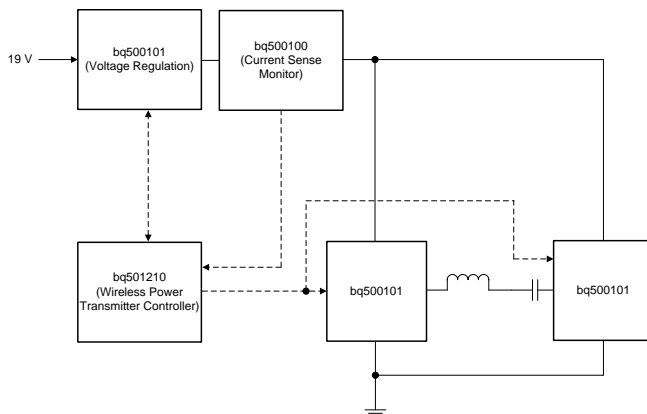 19 V
bq500101
(Voltage Regulation)
bq500100
(Current Sense
Monitor)
bq501210
(Wireless Power
Transmitter Controller)
bq500101
bq500101